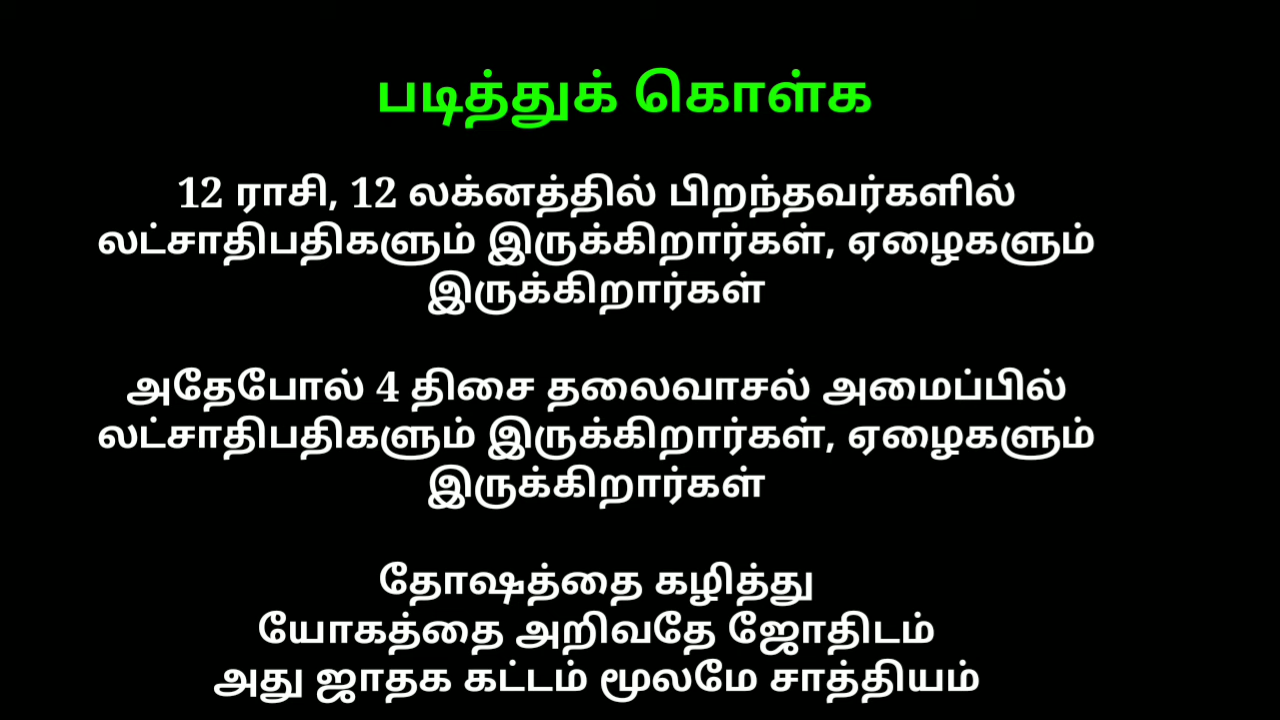 படித்துக் கொள்க
12 ராசி, 12 லக்னத்தில் பிறந்தவர்களில்
லட்சாதிபதிகளும் இருக்கிறார்கள், ஏழைகளும்
இருக்கிறார்கள்
அதேபோல் 4 திசை தலைவாசல் அமைப்பில்
லட்சாதிபதிகளும் இருக்கிறார்கள், ஏழைகளும்
இருக்கிறார்கள்
தோஷத்தை கழித்து
யோகத்தை அறிவதே ஜோதிடம்
அது ஜாதக கட்டம் மூலமே சாத்தியம்